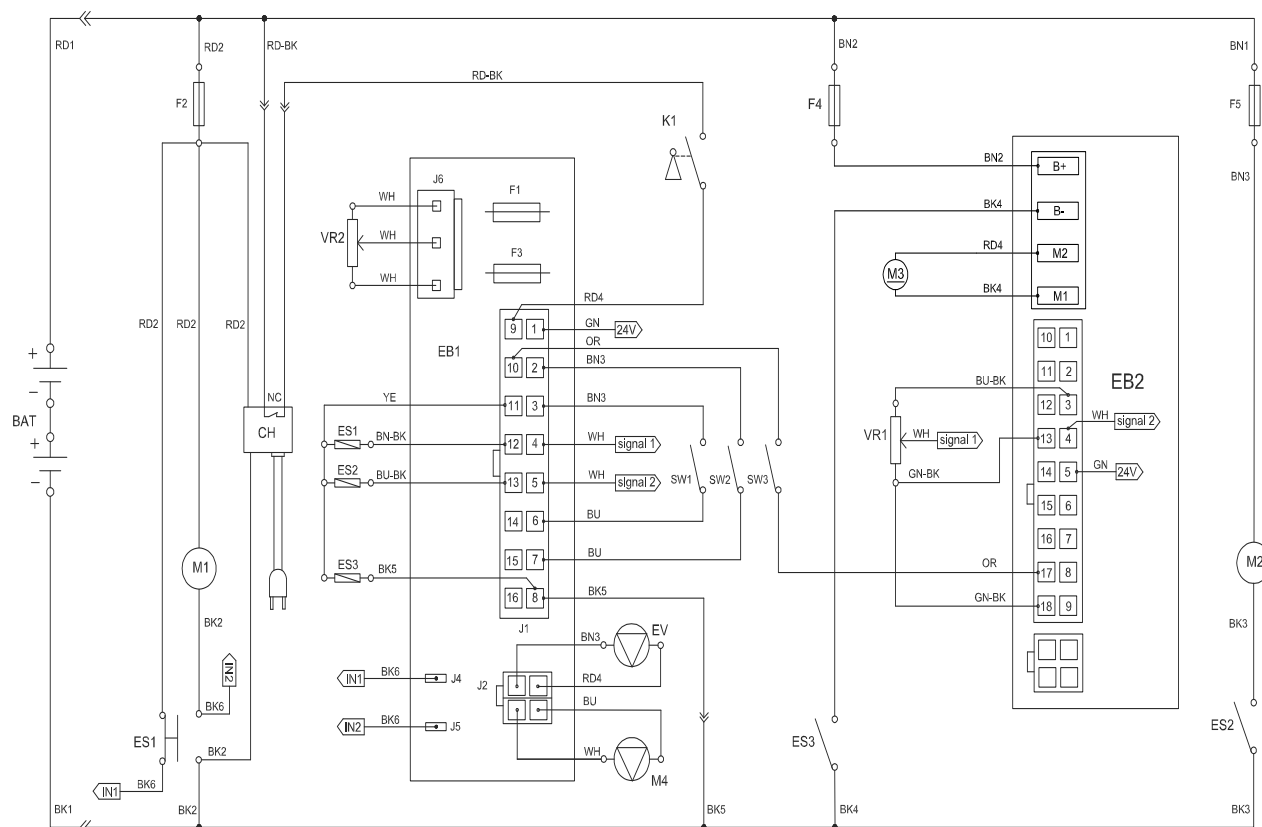 RD1
RD2
RD-BK
BN2
BN1
RD-BK
F2
K1
F4
F5
BN2
B+
BN3
J6
F1
WH
BK4
B-
VR2
WH
RD4
M2
F3
M3
WH
BK4
M1
RD4
RD2
RD2
RD2
9 1
GN
24V
10 1
EB1
OR
10 2
BN3
11 2
EB2
BU-BK
NC
YE
11 3
BN3
12 3
BAT
CH
WH
signal 2
ES1
BN-BK
12 4
WH
signal 1
VR1
WH
signal 1
13 4
ES2
BU-BK
13 5
WH
signal 2
SW1
SW2
SW3
GN-BK
14 5
GN
24V
14 6
BU
15 6
15 7
BU
16 7
M1
M2
ES3
BK5
OR
17 8
16 8
BK5
GN-BK
18 9
J1
BK2
BN3
EV
BK3
IN2
IN1
BK6
J4
J2
RD4
BK6
BU
IN2
BK6
J5
ES1
BK2
WH
M4
ES3
ES2
IN1
BK6
BK1
BK2
BK5
BK4
BK3
+
−
+
−